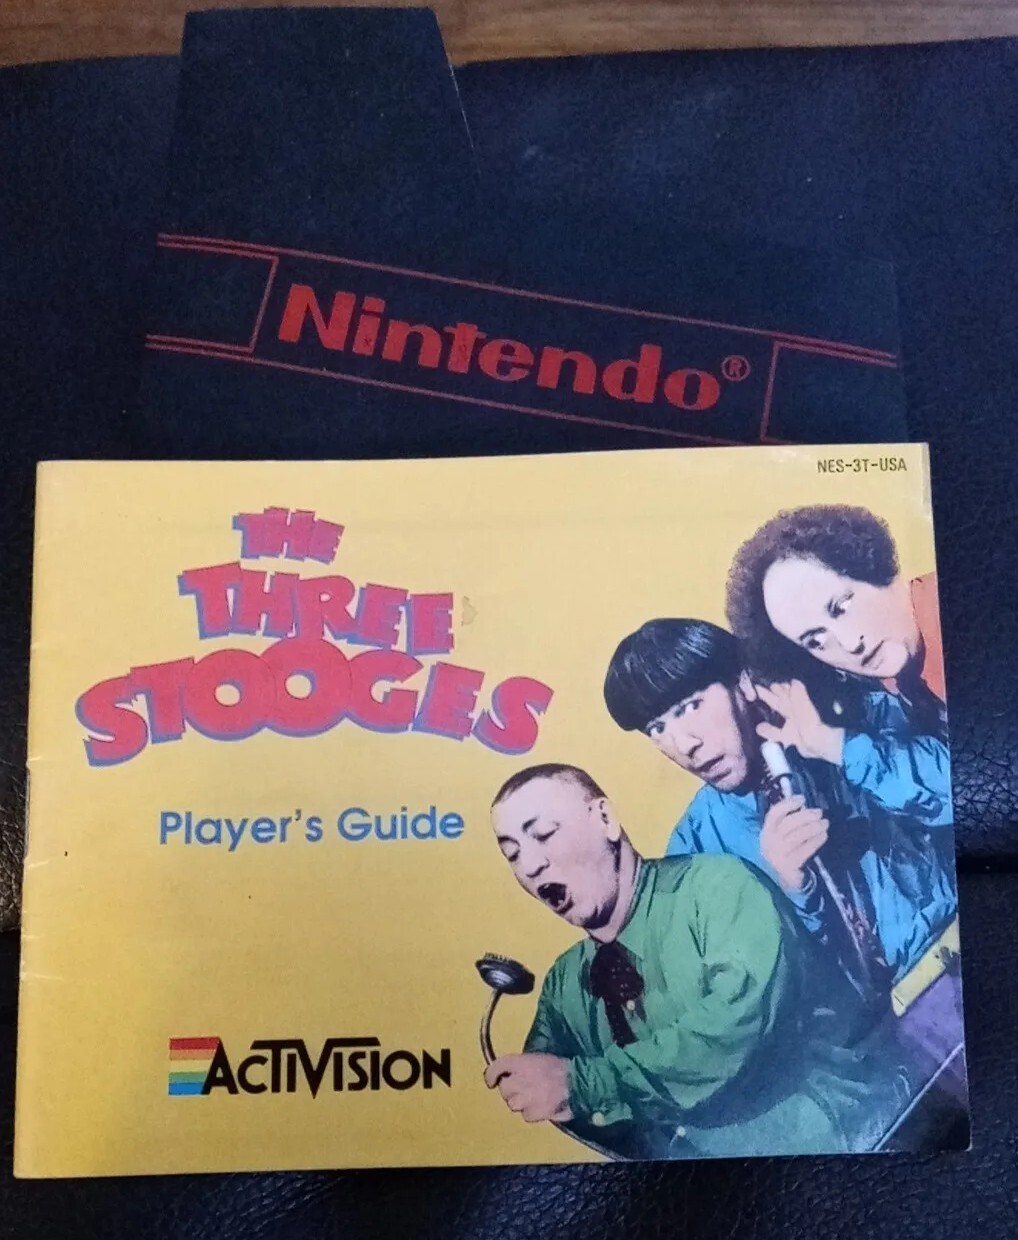 Nintendo®
NES-3T-USA
THE
THREE
STOOGES
Player's Guide
ACTIVISION